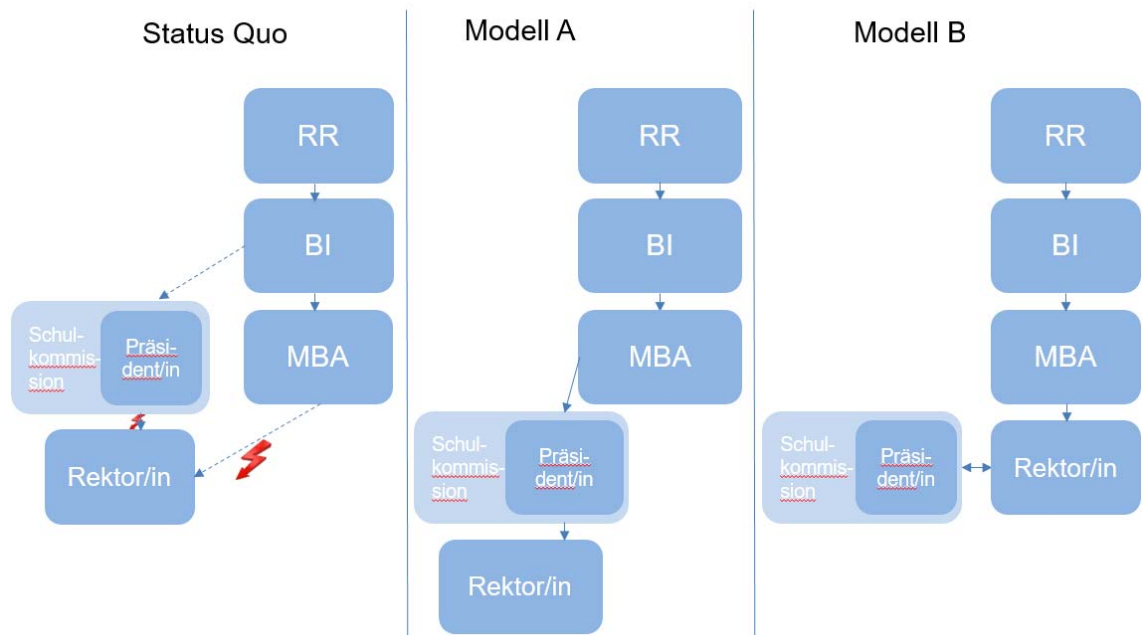 Status Quo
RR
BI
Schul-
kommis-
sion
Präsi-
dent/in
MBA
Rektor/in
Modell A
RR
BI
MBA
Schul-
kommis-
sion
Präsi-
dent/in
Rektor/in
Modell B
RR
BI
MBA
Schul-
kommis-
sion
Präsi-
dent/in
Rektor/in